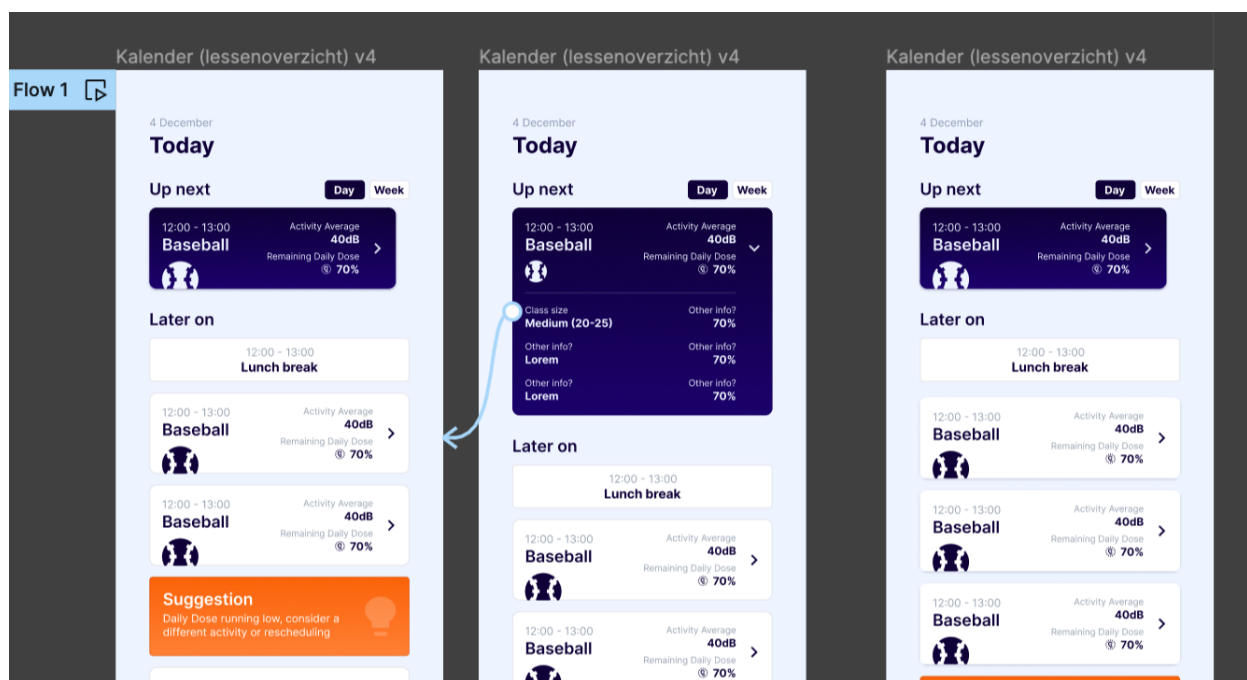 Kalender (lessenoverzicht) v4
Flow 1
4 December
Today
Up next
Day
Week
12:00 - 13:00
Baseball
Activity Average
40dB
Remaining Daily Dose
70%
Later on
12:00 - 13:00
Lunch break
12:00 - 13:00
Baseball
Activity Average
40dB
Remaining Daily Dose
70%
12:00 - 13:00
Baseball
Activity Average
40dB
Remaining Daily Dose
70%
Suggestion
Daily Dose running low, consider a
different activity or rescheduling
Kalender (lessenoverzicht) v4
4 December
Today
Up next
Day
Week
12:00 - 13:00
Baseball
Activity Average
40dB
Remaining Daily Dose
70%
Class size
Medium (20-25)
Other info?
70%
Other info?
Lorem
Other info?
70%
Other info?
Lorem
Other info?
70%
Later on
12:00 - 13:00
Lunch break
12:00 - 13:00
Baseball
Activity Average
40dB
Remaining Daily Dose
70%
12:00 - 13:00
Baseball
Activity Average
40dB
Remaining Daily Dose
70%
Kalender (lessenoverzicht) v4
4 December
Today
Up next
Day
Week
12:00 - 13:00
Baseball
Activity Average
40dB
Remaining Daily Dose
70%
Later on
12:00 - 13:00
Lunch break
12:00 - 13:00
Baseball
Activity Average
40dB
Remaining Daily Dose
70%
12:00 - 13:00
Baseball
Activity Average
40dB
Remaining Daily Dose
70%
12:00 - 13:00
Baseball
Activity Average
40dB
Remaining Daily Dose
70%